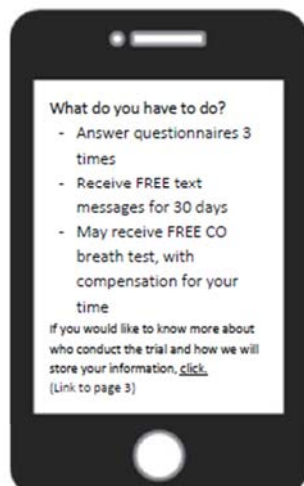 What do you have to do?
- Answer questionnaires 3
times
- Receive FREE text
messages for 30 days
- May receive FREE CO
breath test, with
compensation for your
time
If you would like to know more about
who conduct the trial and how we will
store your information, click.
(Link to page 3)